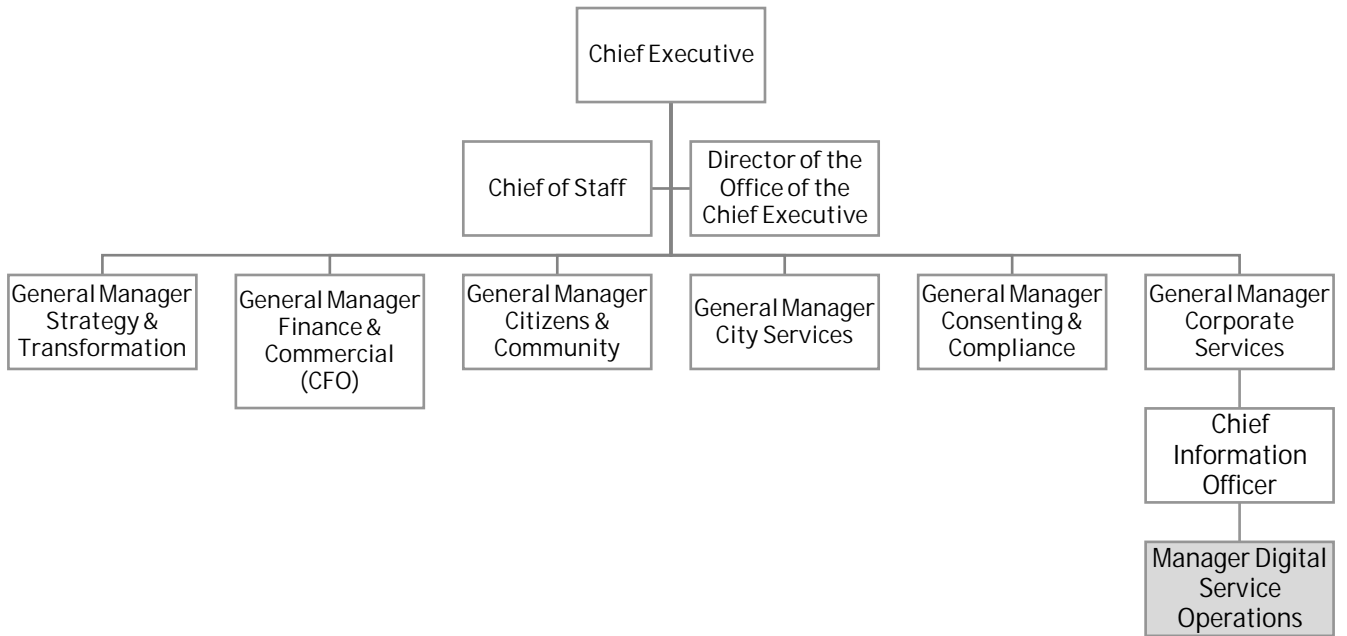 Chief Executive
Chief of Staff
Director of the
Office of the
Chief Executive
General Manager
Strategy &
Transformation
General Manager
Finance &
Commercial
(CFO)
General Manager
Citizens &
Community
General Manager
City Services
General Manager
Consenting &
Compliance
General Manager
Corporate
Services
Chief
Information
Officer
Manager Digital
Service
Operations